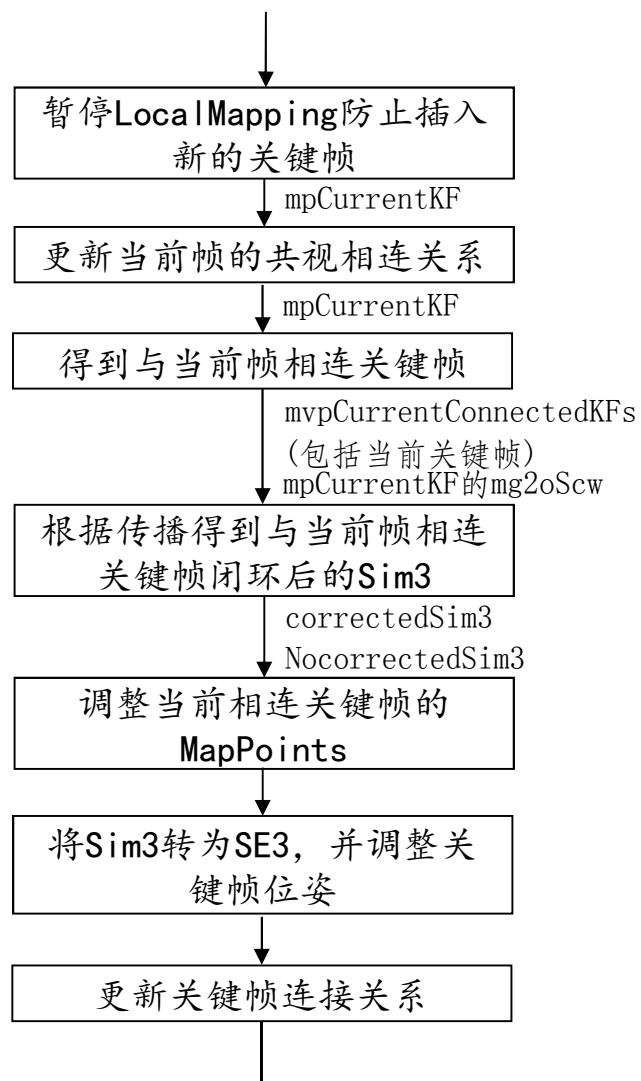 暂停LocalMapping防止插入
新的关键帧
mpCurrentKF
更新当前帧的共视相连关系
mpCurrentKF
得到与当前帧相连关键帧
mvpCurrentConnectedKFs
(包括当前关键帧)
mpCurrentKF的mg2oScw
根据传播得到与当前帧相连
关键帧闭环后的Sim3
correctedSim3
NocorrectedSim3
调整当前相连关键帧的
MapPoints
将Sim3转为SE3，并调整关
键帧位姿
更新关键帧连接关系